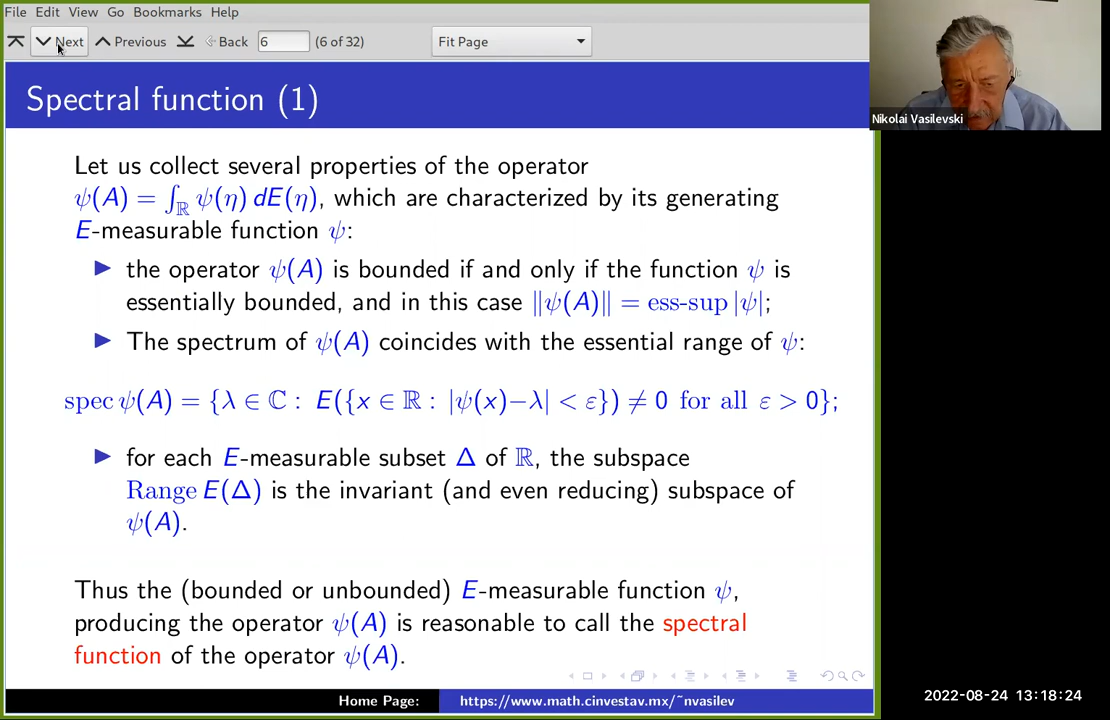 File Edit View Go Bookmarks Help
Next Previous Back 6 (6 of 32) Fit Page
Spectral function (1)
Nikolai Vasilevski
Let us collect several properties of the operator
ψ(A) = ∫ℝ ψ(η) dE(η), which are characterized by its generating
E-measurable function ψ:
▶ the operator ψ(A) is bounded if and only if the function ψ is
essentially bounded, and in this case ‖ψ(A)‖ = ess-sup |ψ|;
▶ The spectrum of ψ(A) coincides with the essential range of ψ:
spec ψ(A) = {λ ∈ ℂ : E({x ∈ ℝ : |ψ(x)−λ| < ε}) ≠ 0 for all ε > 0};
▶ for each E-measurable subset Δ of ℝ, the subspace
Range E(Δ) is the invariant (and even reducing) subspace of
ψ(A).
Thus the (bounded or unbounded) E-measurable function ψ,
producing the operator ψ(A) is reasonable to call the spectral
function of the operator ψ(A).
Home Page: https://www.math.cinvestav.mx/~nvasilev
2022-08-24 13:18:24